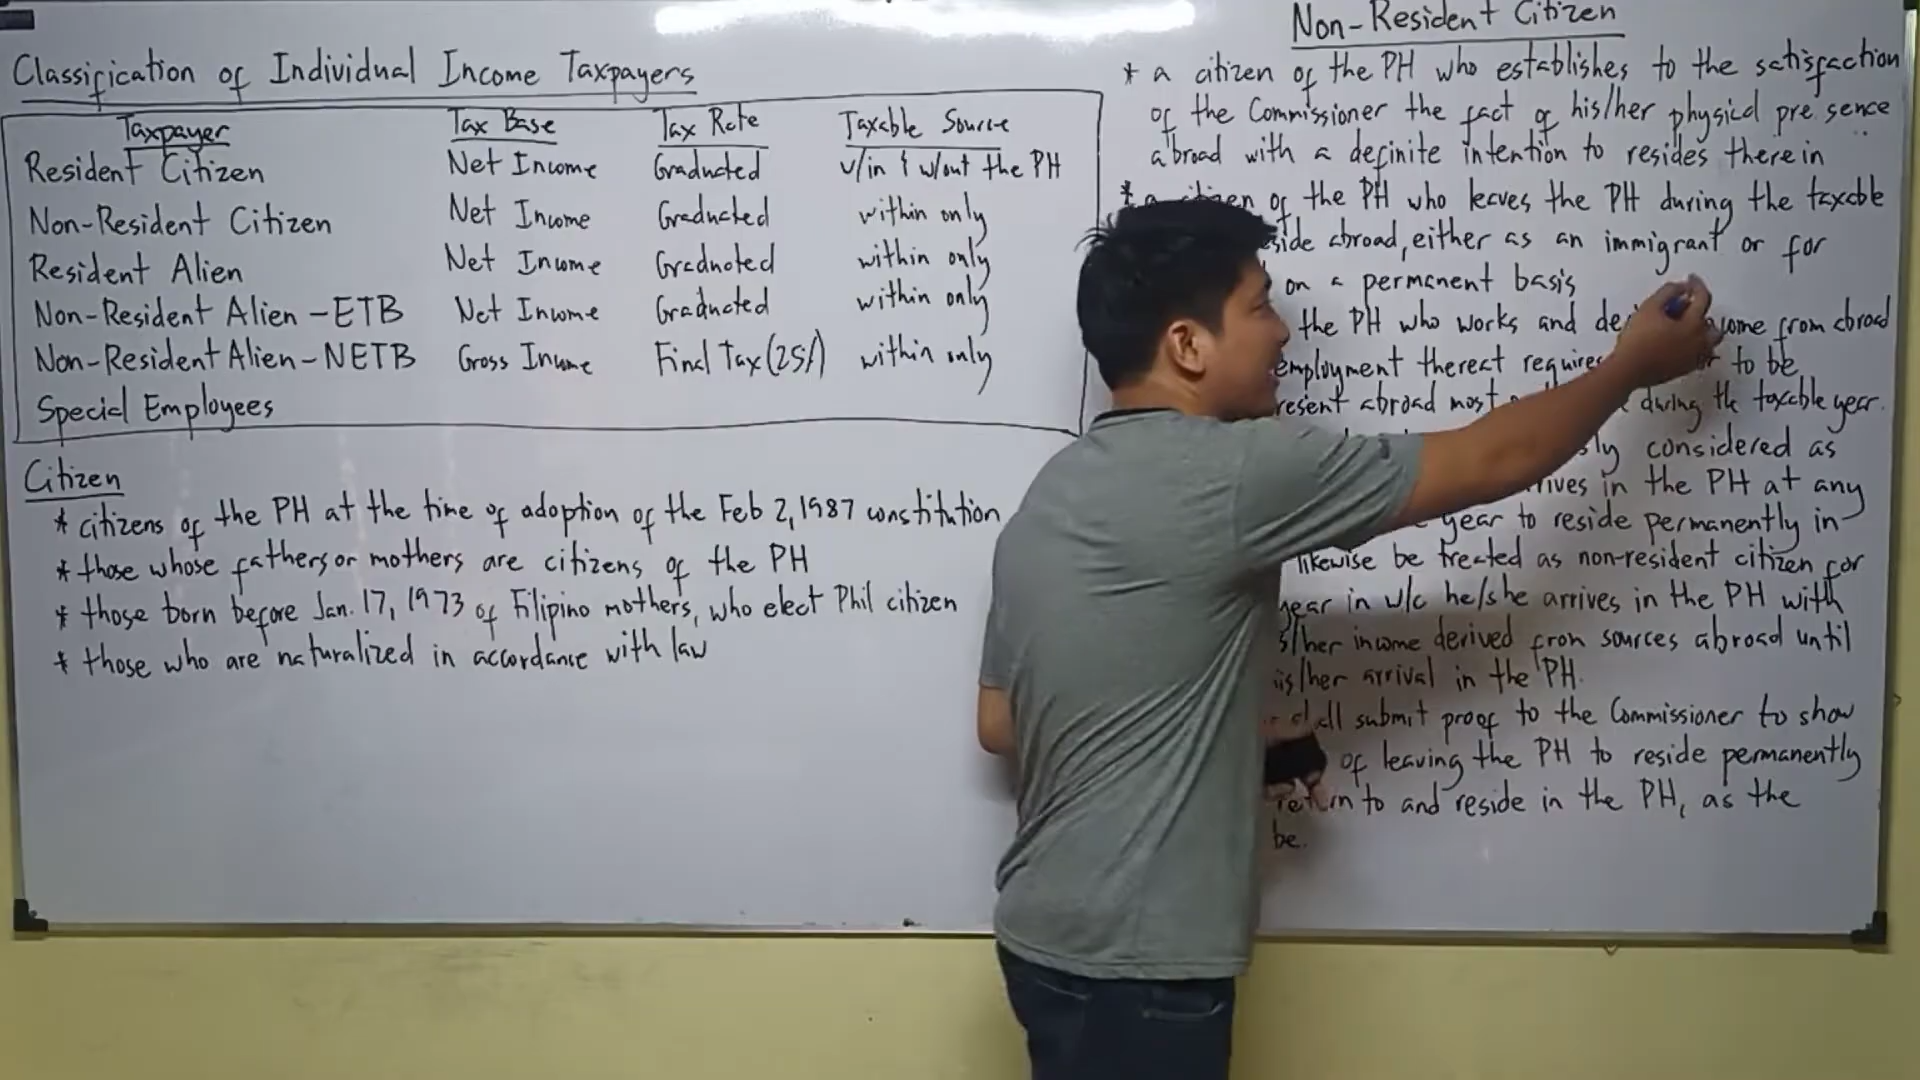 Classification of Individual Income Taxpayers
Taxpayer Tax Base Tax Rate Taxable Source
Resident Citizen Net Income Graduated w/in & w/out the PH
Non-Resident Citizen Net Income Graduated within only
Resident Alien Net Income Graduated within only
Non-Resident Alien - ETB Net Income Graduated within only
Non-Resident Alien - NETB Gross Income Final Tax (25%) within only
Special Employees
Citizen
* citizens of the PH at the time of adoption of the Feb 2, 1987 constitution
* those whose fathers or mothers are citizens of the PH
* those born before Jan. 17, 1973 of Filipino mothers, who elect Phil citizen
* those who are naturalized in accordance with law
Non-Resident Citizen
* a citizen of the PH who establishes to the satisfaction
of the Commissioner the fact of his/her physical presence
abroad with a definite intention to resides therein
* a citizen of the PH who leaves the PH during the taxable
abroad, either as an immigrant or for
on a permanent basis
the PH who works and from abroad
employment thereat to be
abroad most during the taxable year.
considered as
in the PH at any
year to reside permanently in
likewise be treated as non-resident citizen for
year in w/c he/she arrives in the PH with
his/her income derived from sources abroad until
his/her arrival in the PH.
shall submit proof to the Commissioner to show
of leaving the PH to reside permanently
return to and reside in the PH, as the
be.